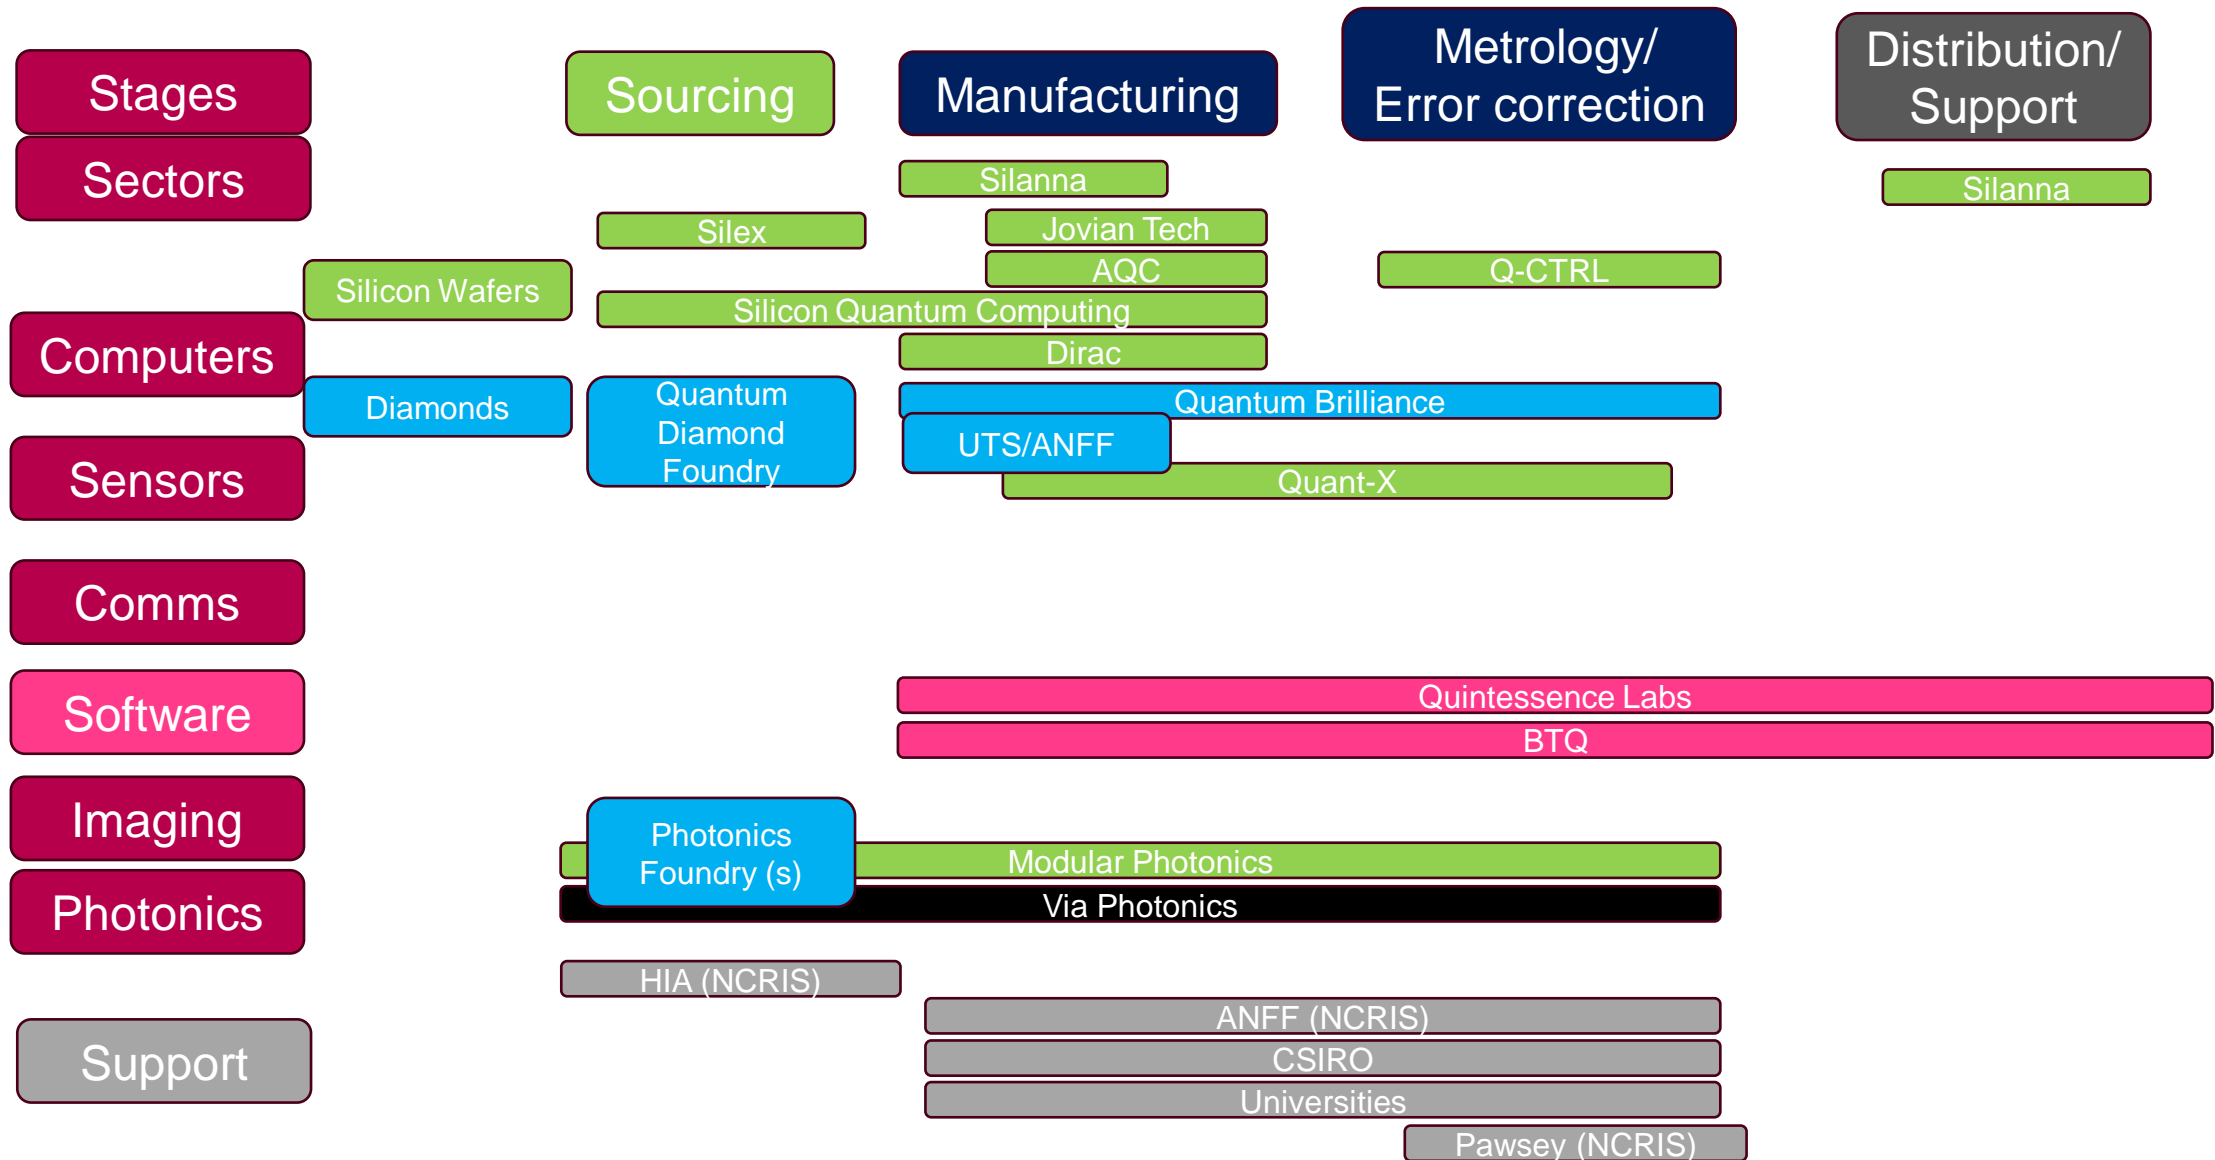 Stages
Sourcing
Manufacturing
Metrology/
Error correction
Distribution/
Support
Sectors
Silanna
Silanna
Silex
Jovian Tech
AQC
Q-CTRL
Silicon Wafers
Silicon Quantum Computing
Computers
Dirac
Diamonds
Quantum
Diamond
Foundry
Quantum Brilliance
UTS/ANFF
Sensors
Quant-X
Comms
Software
Quintessence Labs
BTQ
Imaging
Photonics
Foundry (s)
Modular Photonics
Photonics
Via Photonics
HIA (NCRIS)
ANFF (NCRIS)
Support
CSIRO
Universities
Pawsey (NCRIS)